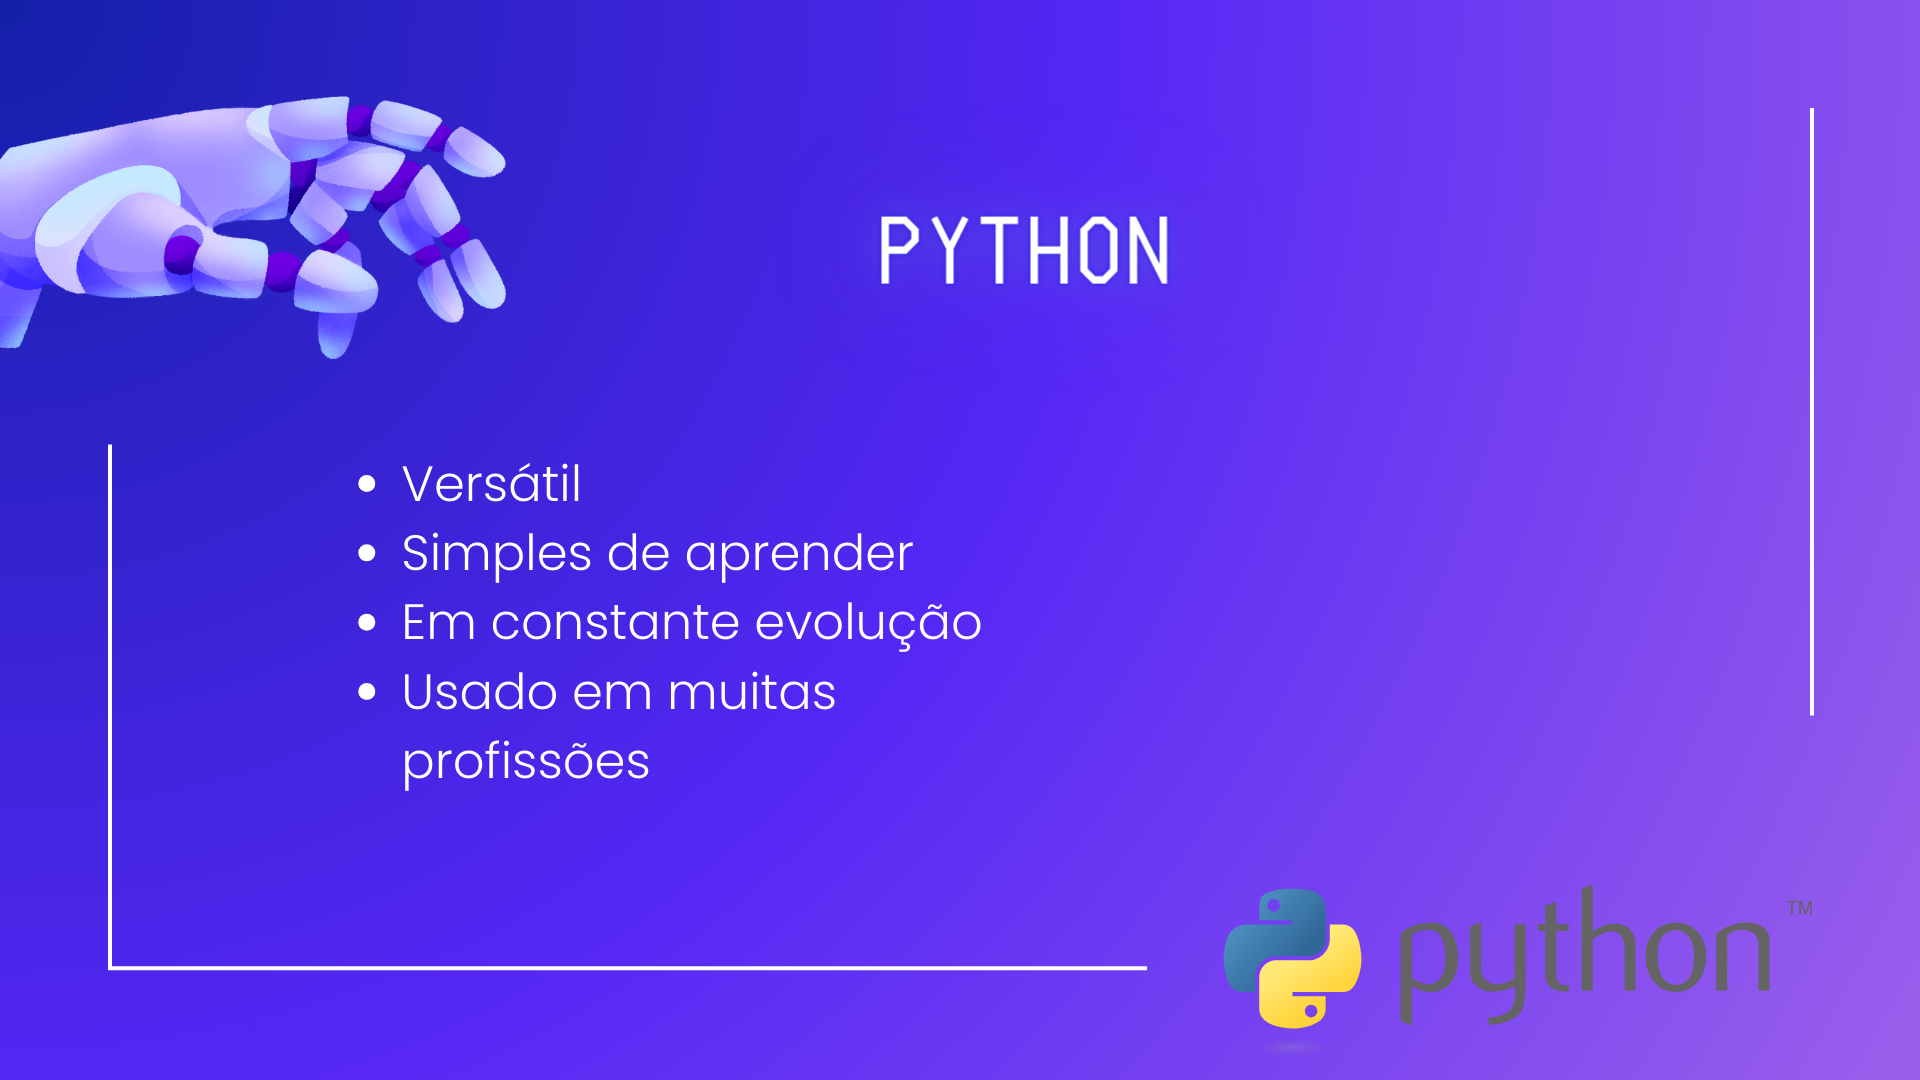 PYTHON
• Versátil
• Simples de aprender
• Em constante evolução
• Usado em muitas
profissões
python™